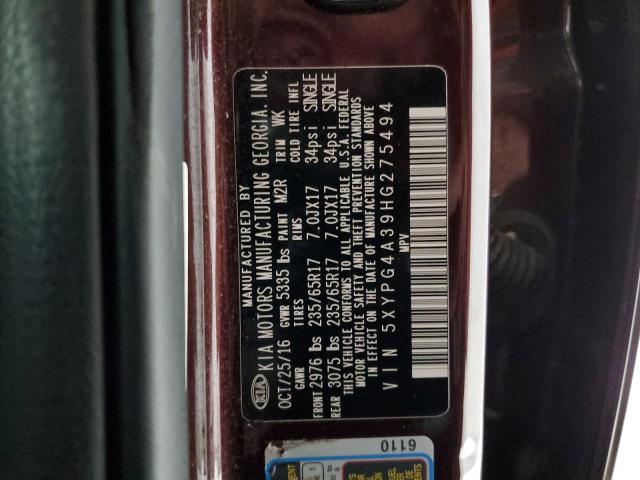 KIA
MANUFACTURED BY
KIA MOTORS MANUFACTURING GEORGIA, INC.
OCT/25/16 GVWR 5335 lbs PAINT M2R TRIM WK
GAWR TIRES RIMS COLD TIRE INFL
FRONT 2976 lbs 235/65R17 7.0JX17 34psi SINGLE
REAR 3075 lbs 235/65R17 7.0JX17 34psi SINGLE
THIS VEHICLE CONFORMS TO ALL APPLICABLE U.S.A. FEDERAL
MOTOR VEHICLE SAFETY AND THEFT PREVENTION STANDARDS
IN EFFECT ON THE DATE OF MANUFACTURE SHOWN ABOVE
VIN 5XYPG4A39HG275494
MPV
6110